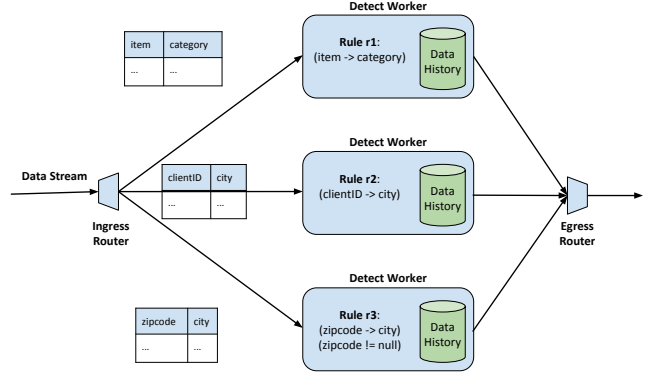 Detect Worker
item category
... ...
Rule r1:
(item -> category)
Data
History
Detect Worker
Data Stream
clientID city
... ...
Rule r2:
(clientID -> city)
Data
History
Ingress
Router
Egress
Router
Detect Worker
zipcode city
... ...
Rule r3:
(zipcode -> city)
(zipcode != null)
Data
History